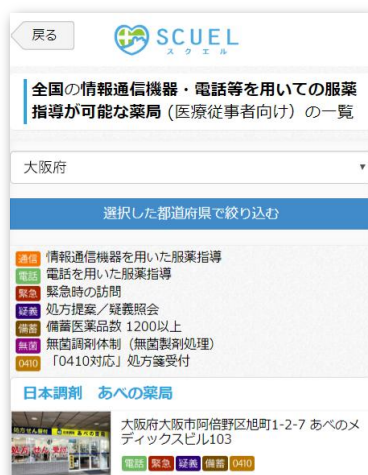 戻る
SCUEL
スクエル
全国の情報通信機器・電話等を用いての服薬
指導が可能な薬局 (医療従事者向け) の一覧
大阪府
選択した都道府県で絞り込む
通信 情報通信機器を用いた服薬指導
電話 電話を用いた服薬指導
緊急 緊急時の訪問
疑義 処方提案／疑義照会
備蓄 備蓄医薬品数 1200以上
無菌 無菌調剤体制 (無菌製剤処理)
0410 「0410対応」処方箋受付
日本調剤 あべの薬局
大阪府大阪市阿倍野区旭町1-2-7 あべのメ
ディックスビル103
電話 緊急 疑義 備蓄 0410